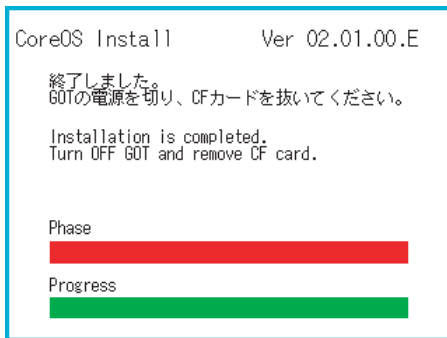 CoreOS Install Ver 02.01.00.E
終了しました。
GOTの電源を切り、CFカードを抜いてください。
Installation is completed.
Turn OFF GOT and remove CF card.
Phase
Progress